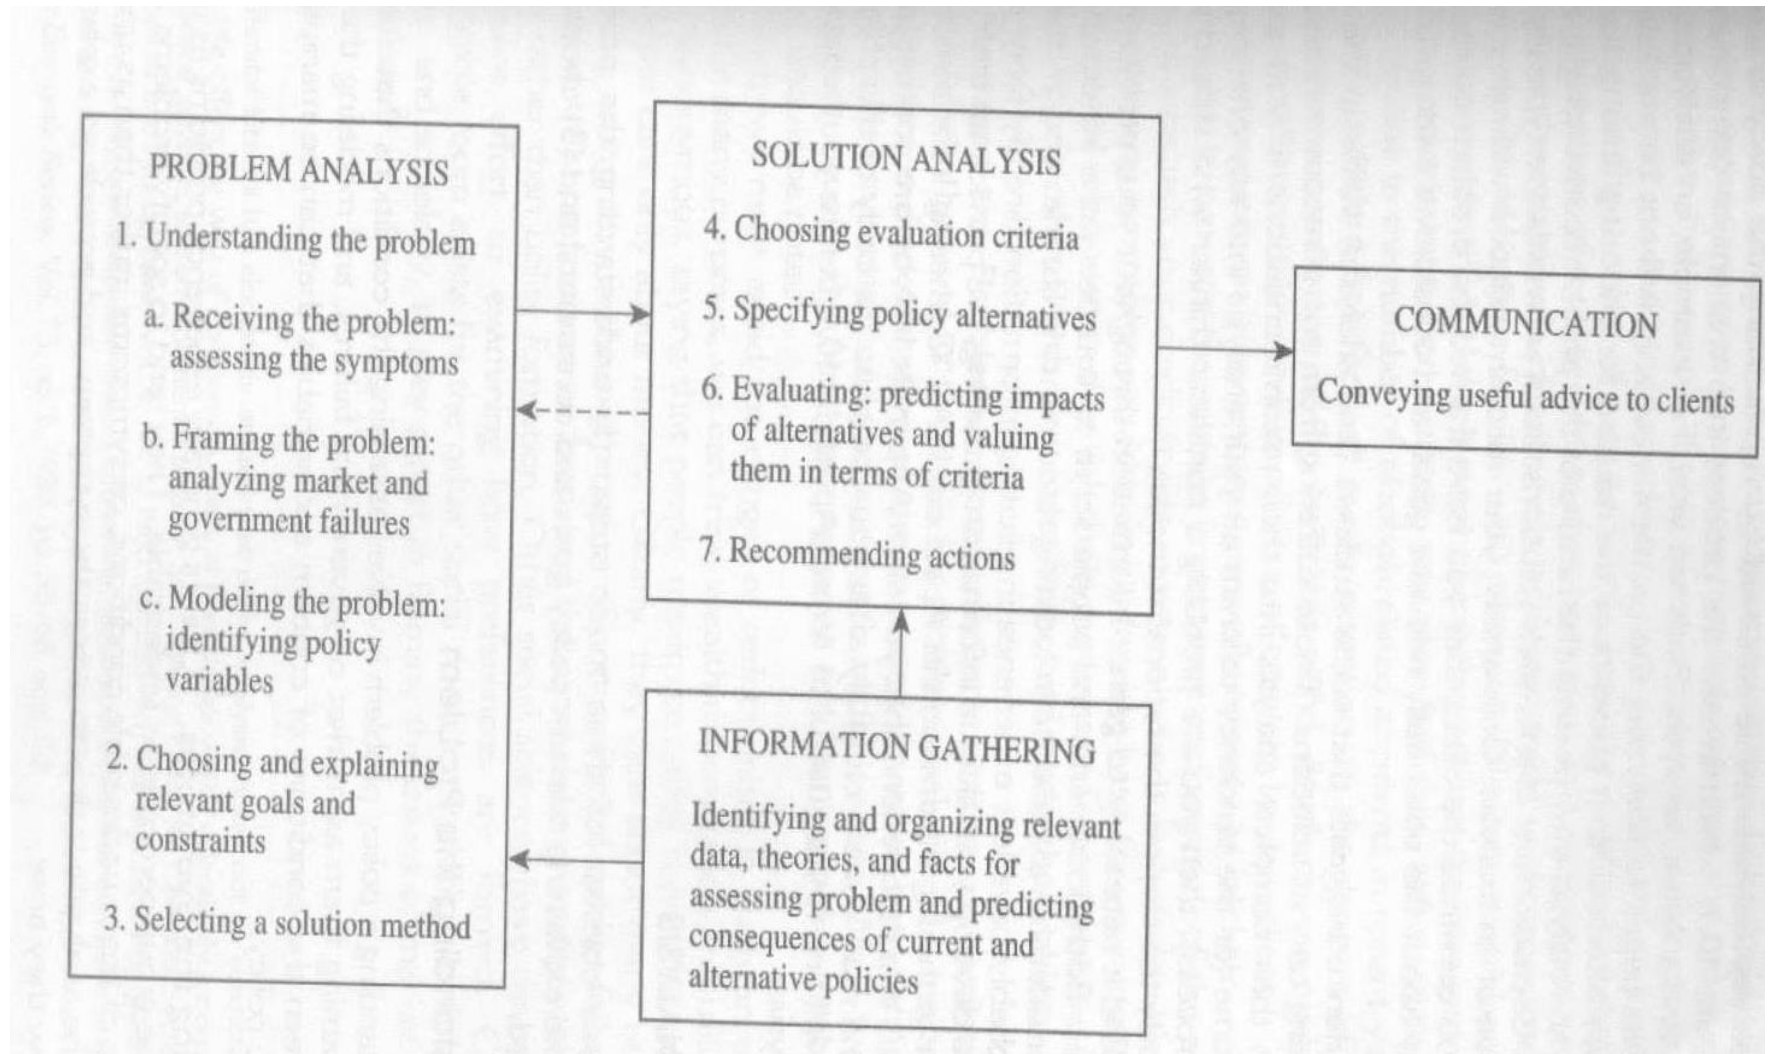 PROBLEM ANALYSIS
1. Understanding the problem
a. Receiving the problem:
assessing the symptoms
b. Framing the problem:
analyzing market and
government failures
c. Modeling the problem:
identifying policy
variables
2. Choosing and explaining
relevant goals and
constraints
3. Selecting a solution method
SOLUTION ANALYSIS
4. Choosing evaluation criteria
5. Specifying policy alternatives
6. Evaluating: predicting impacts
of alternatives and valuing
them in terms of criteria
7. Recommending actions
INFORMATION GATHERING
Identifying and organizing relevant
data, theories, and facts for
assessing problem and predicting
consequences of current and
alternative policies
COMMUNICATION
Conveying useful advice to clients